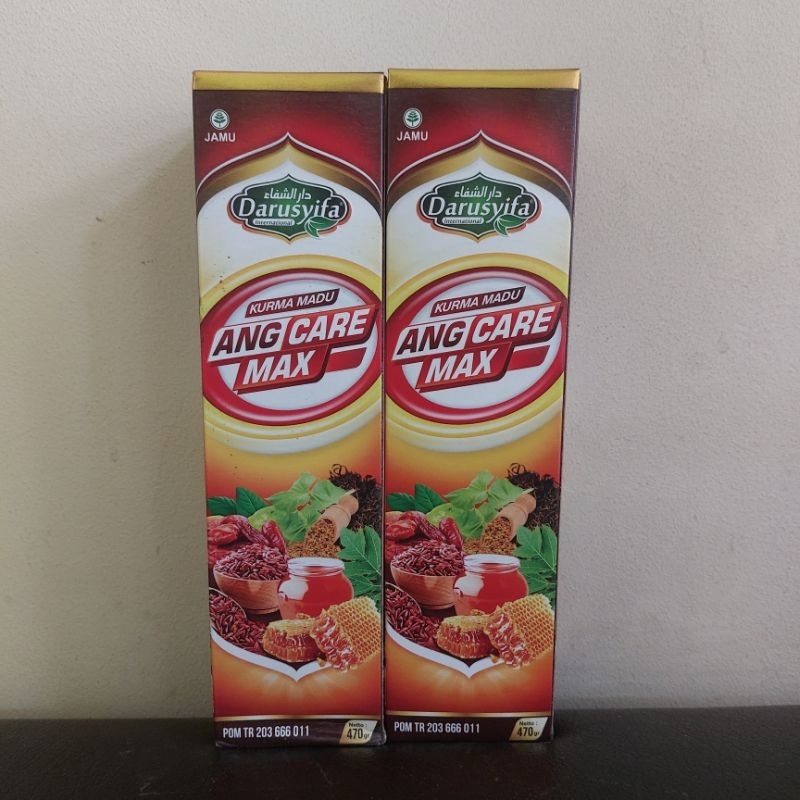 JAMU
دار الشفاء
Darusyifa
International
KURMA MADU
ANG CARE
MAX
POM TR 203 666 011
Netto :
470 gr
JAMU
دار الشفاء
Darusyifa
International
KURMA MADU
ANG CARE
MAX
POM TR 203 666 011
Netto :
470 gr